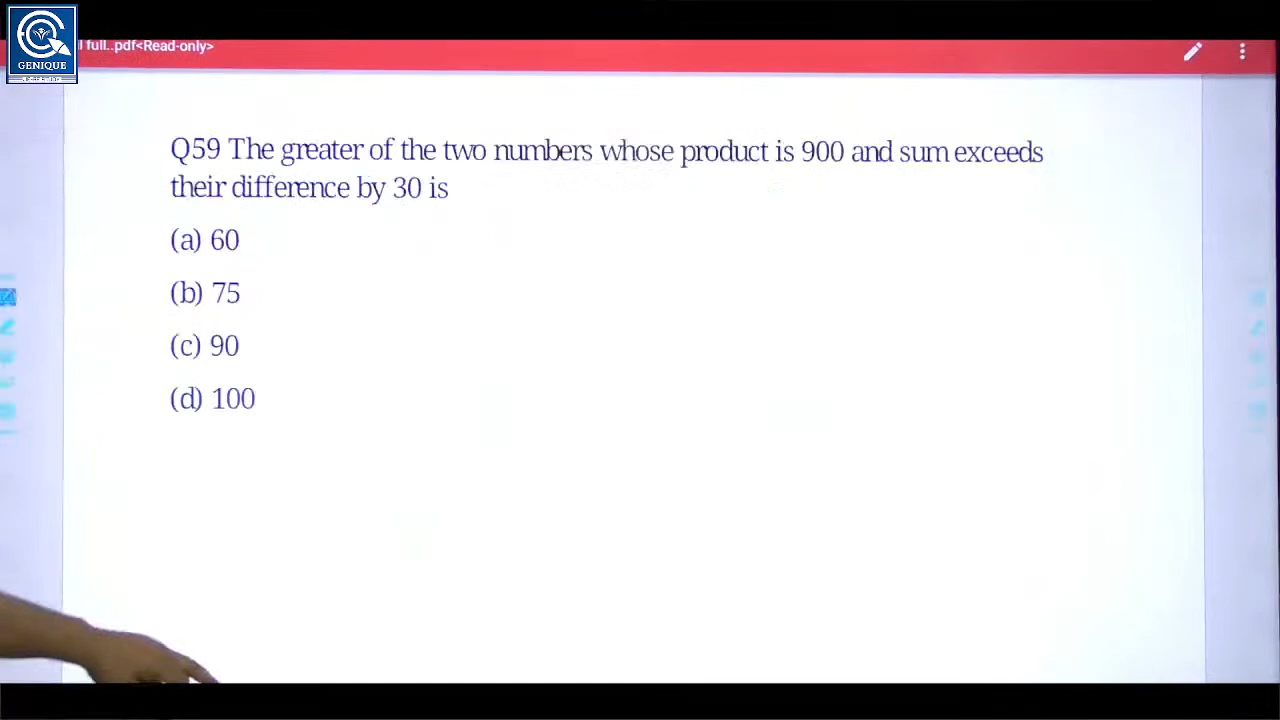 GENIQUE
l full..pdf<Read-only>
Q59 The greater of the two numbers whose product is 900 and sum exceeds
their difference by 30 is
(a) 60
(b) 75
(c) 90
(d) 100